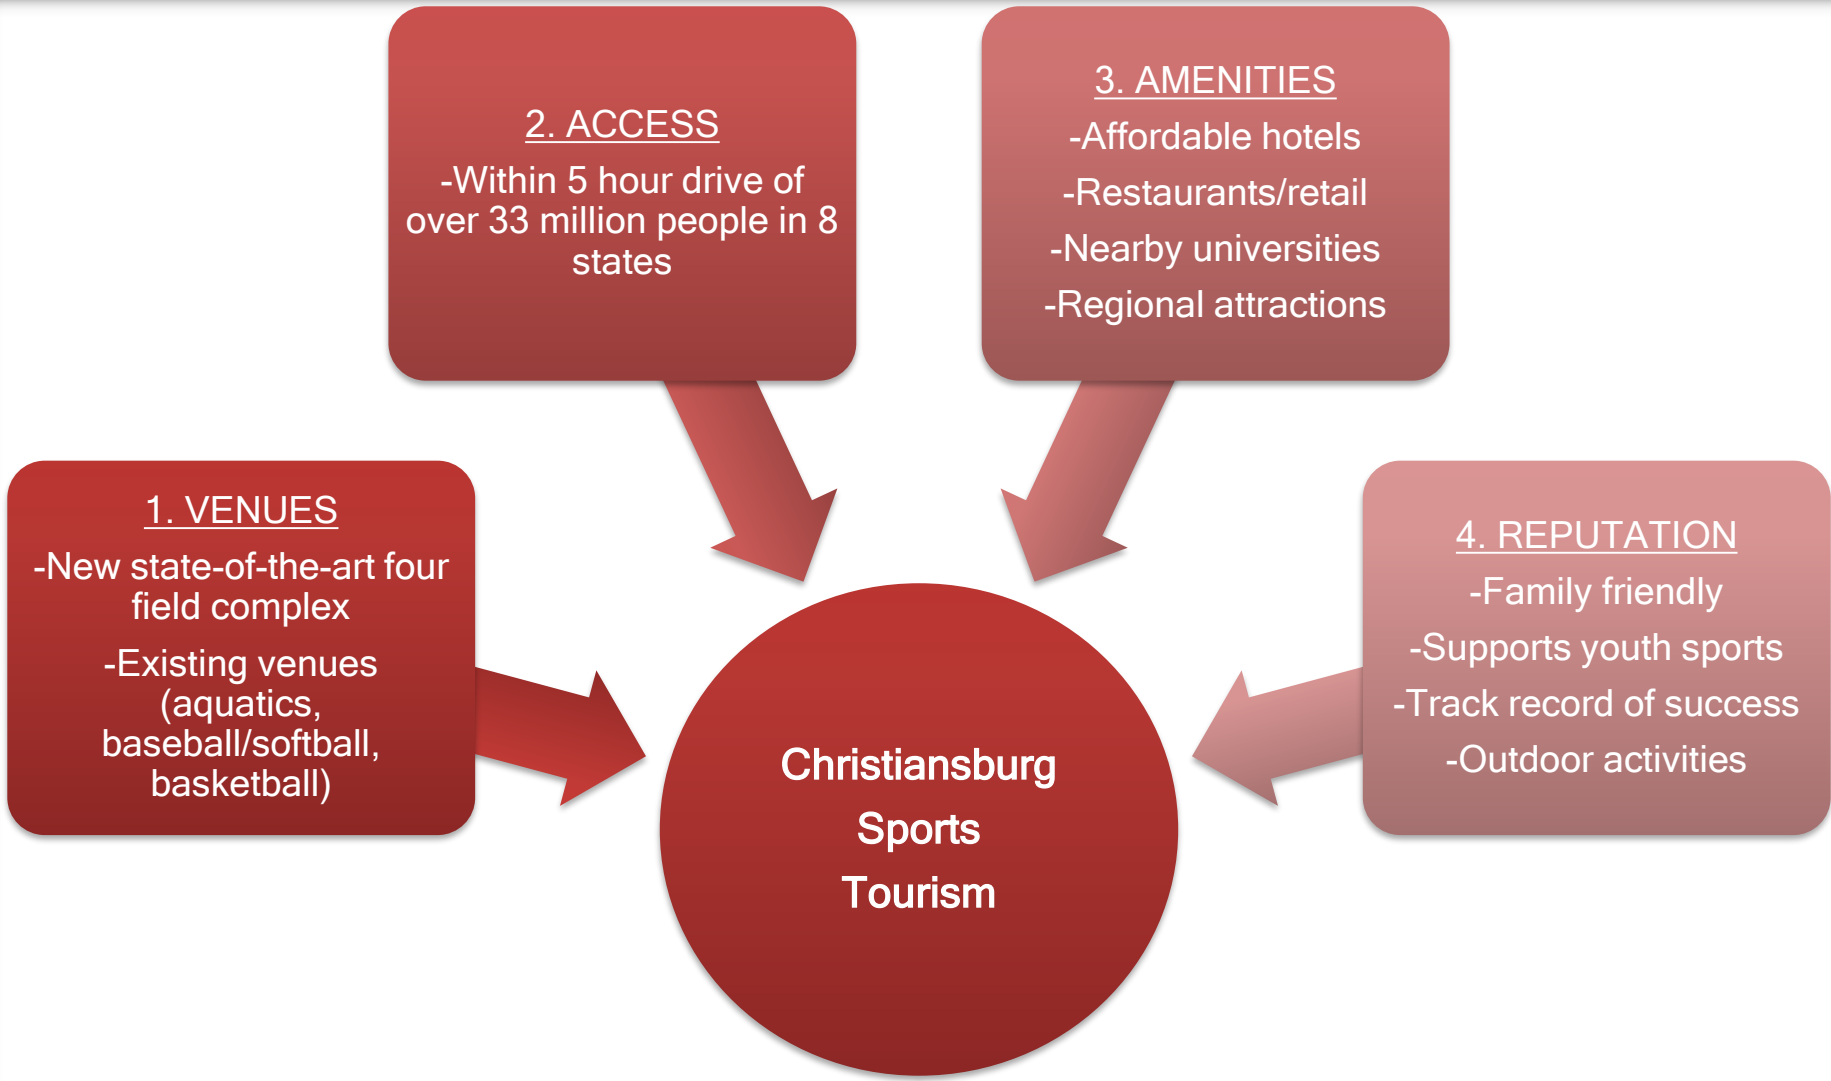 1. VENUES
-New state-of-the-art four
field complex
-Existing venues
(aquatics,
baseball/softball,
basketball)
2. ACCESS
-Within 5 hour drive of
over 33 million people in 8
states
3. AMENITIES
-Affordable hotels
-Restaurants/retail
-Nearby universities
-Regional attractions
4. REPUTATION
-Family friendly
-Supports youth sports
-Track record of success
-Outdoor activities
Christiansburg
Sports
Tourism